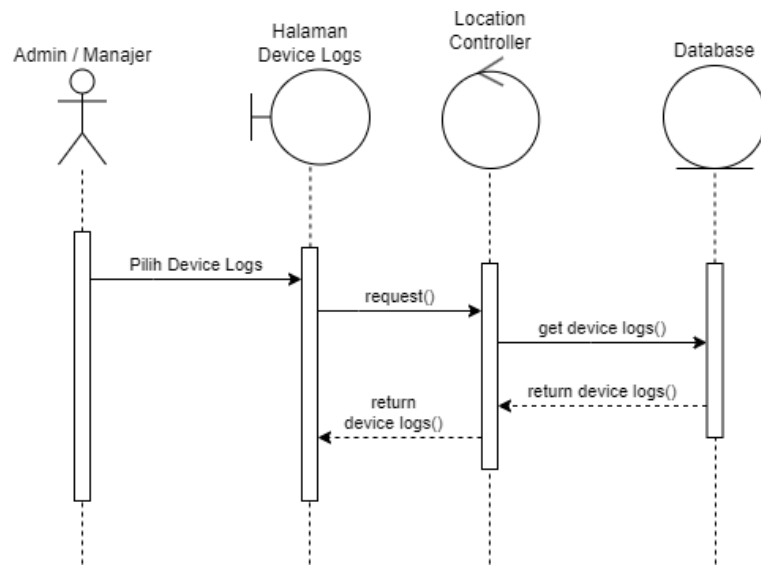 Admin / Manajer
Halaman
Device Logs
Location
Controller
Database
Pilih Device Logs
request()
get device logs()
return device logs()
return
device logs()